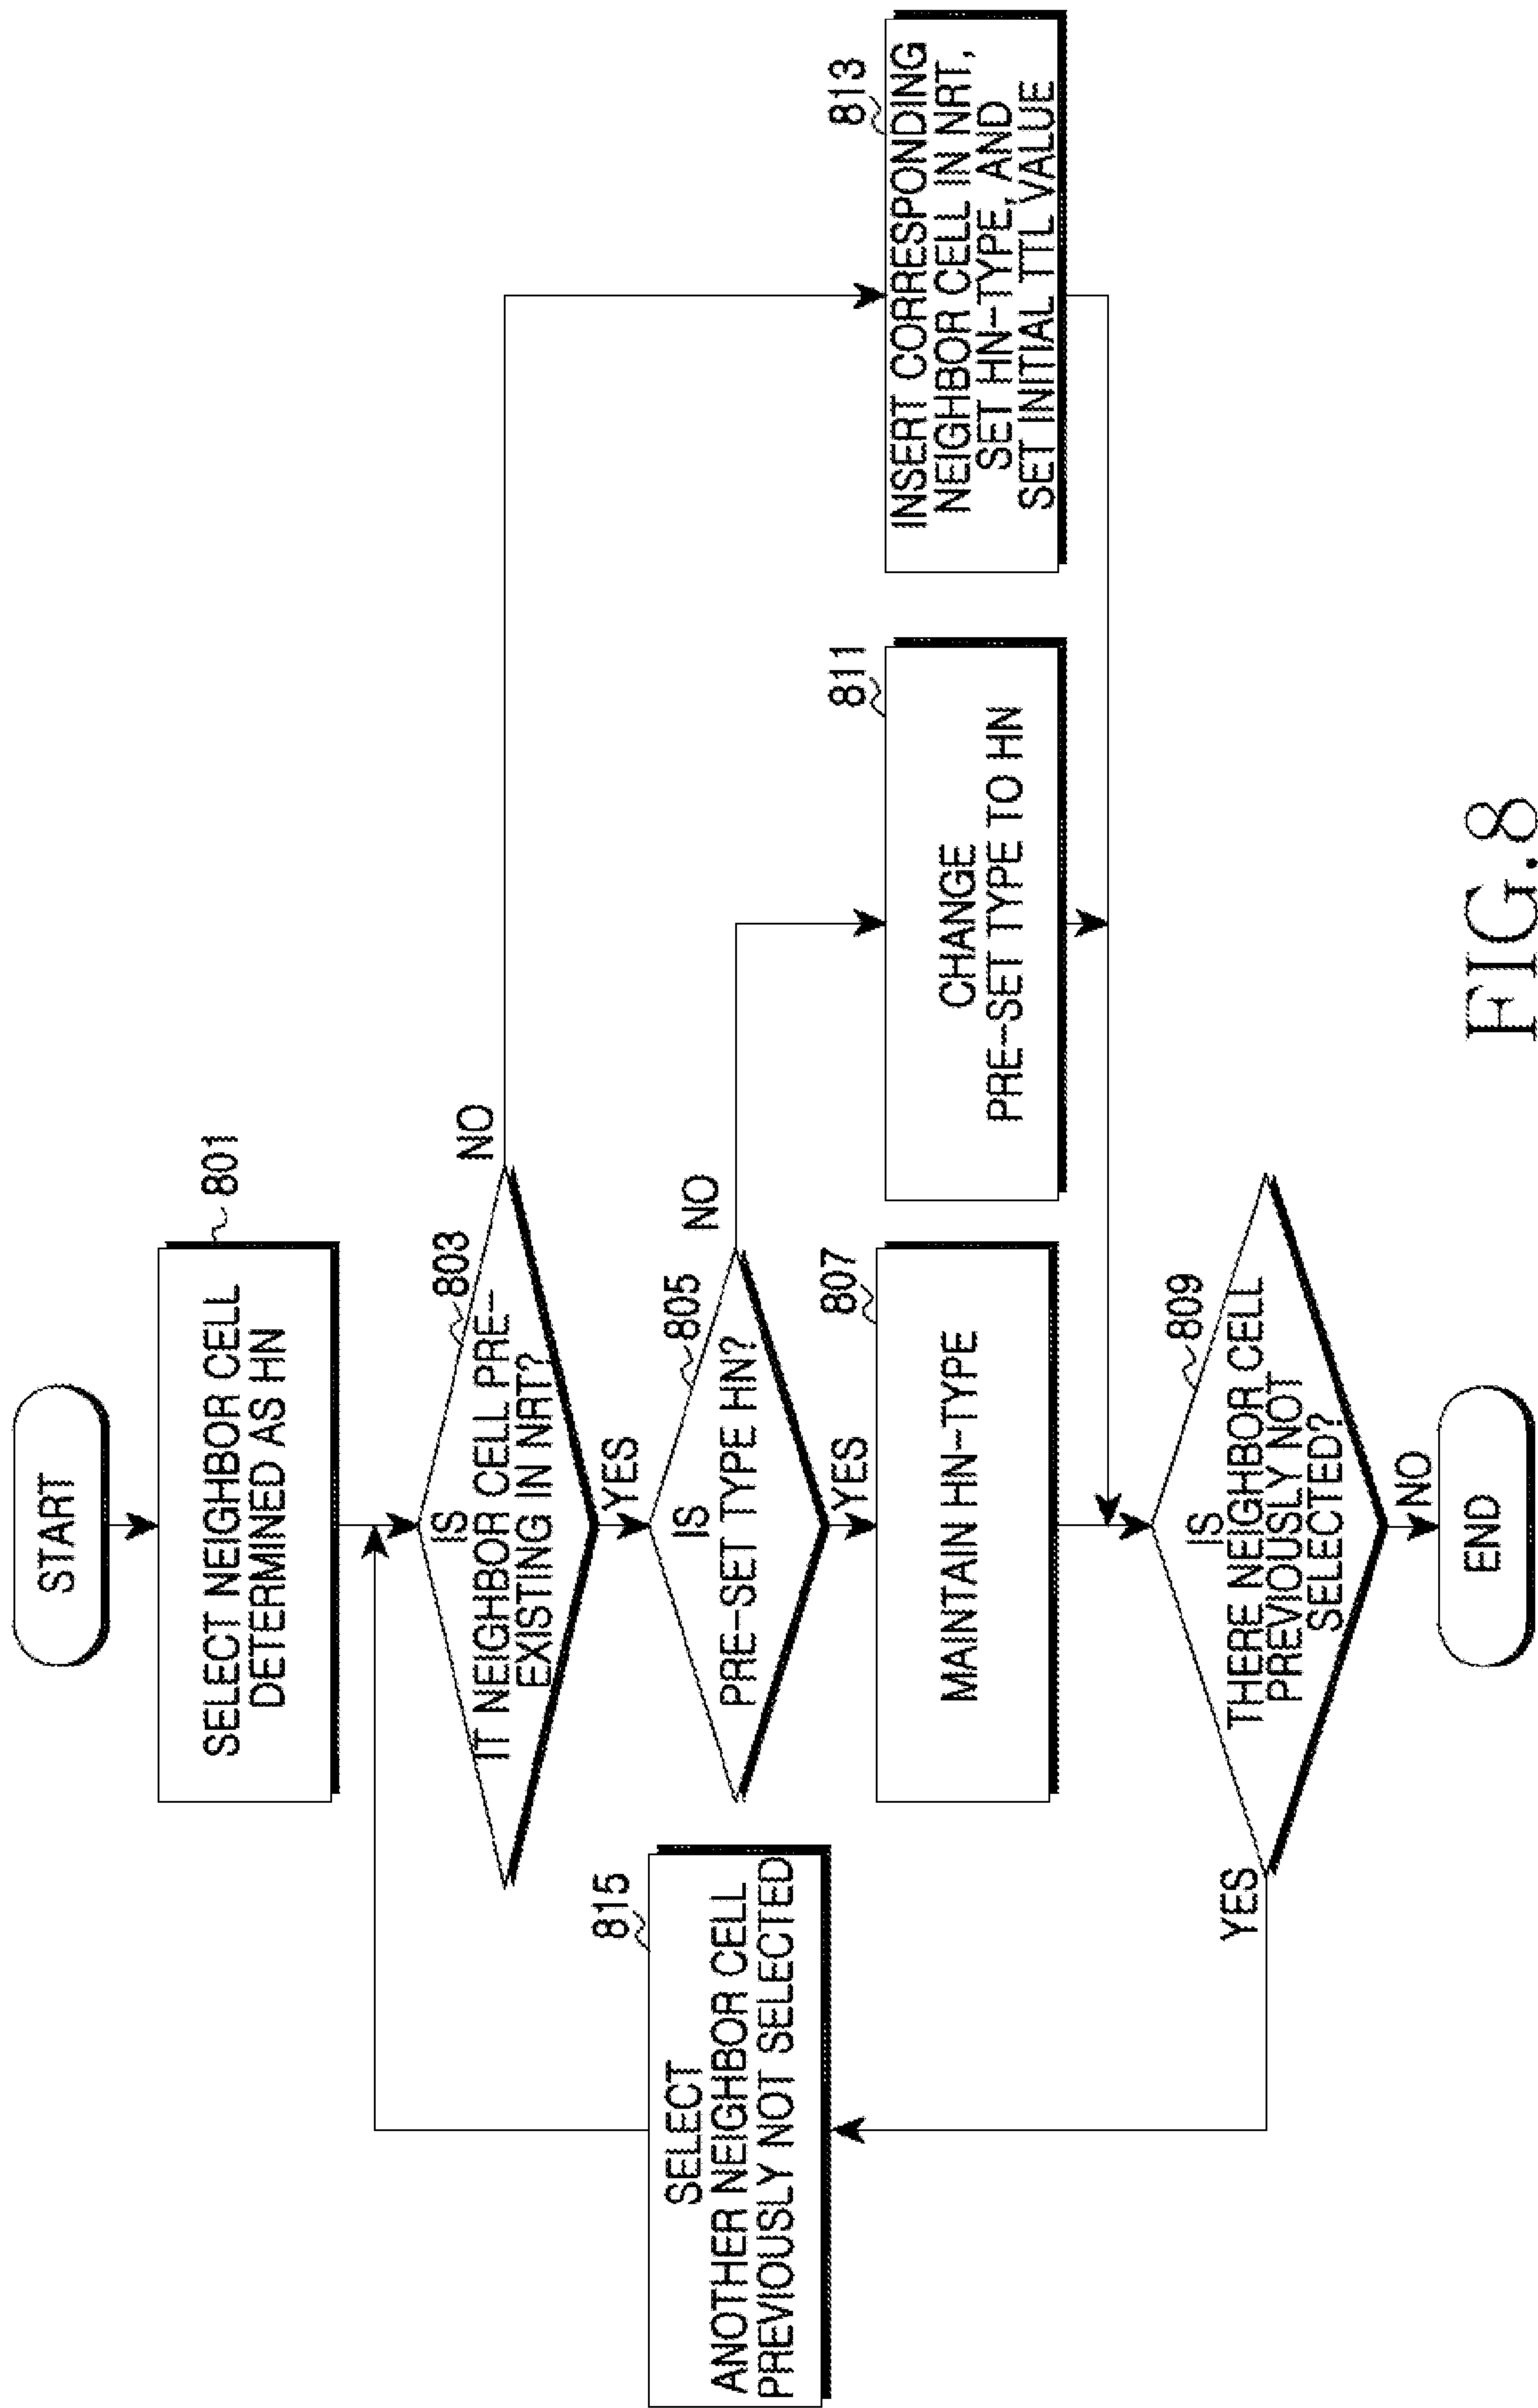 START
801
SELECT NEIGHBOR CELL
DETERMINED AS HN
803
IS
IT NEIGHBOR CELL PRE-
EXISTING IN NRT?
NO
YES
805
IS
PRE-SET TYPE HN?
NO
YES
815
SELECT
ANOTHER NEIGHBOR CELL
PREVIOUSLY NOT SELECTED
807
MAINTAIN HN-TYPE
811
CHANGE
PRE-SET TYPE TO HN
813
INSERT CORRESPONDING
NEIGHBOR CELL IN NRT,
SET HN-TYPE, AND
SET INITIAL TTL VALUE
809
IS
THERE NEIGHBOR CELL
PREVIOUSLY NOT
SELECTED?
YES
NO
END
FIG.8